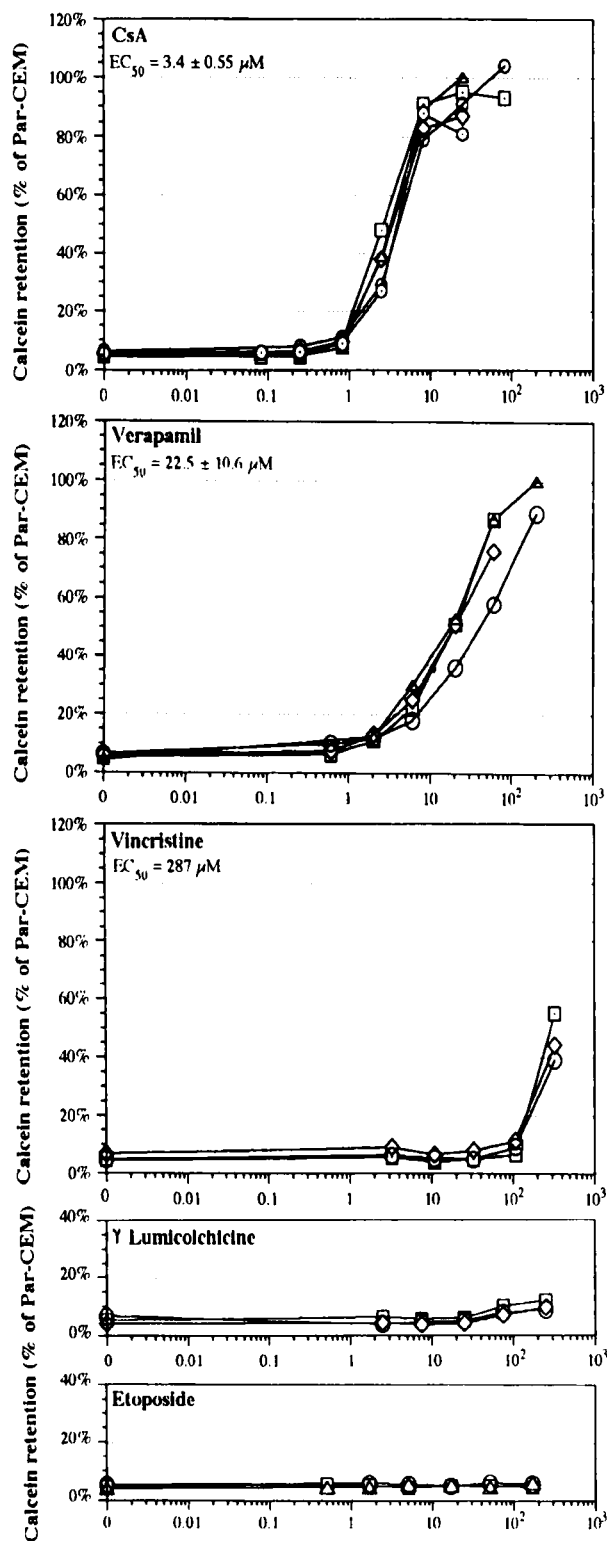 120%
CsA
EC50 = 3.4 ± 0.55 µM
100%
80%
60%
40%
20%
0%
0 0.01 0.1 1 10 10² 10³
Calcein retention (% of Par-CEM)
120%
Verapamil
EC50 = 22.5 ± 10.6 µM
100%
80%
60%
40%
20%
0%
0 0.01 0.1 1 10 10² 10³
Calcein retention (% of Par-CEM)
120%
Vincristine
EC50 = 287 µM
100%
80%
60%
40%
20%
0%
0 0.01 0.1 1 10 10² 10³
Calcein retention (% of Par-CEM)
40%
γ Lumicolchicine
20%
0%
0 0.01 0.1 1 10 10² 10³
40%
Etoposide
20%
0%
0 0.01 0.1 1 10 10² 10³
Calcein retention (% of Par-CEM)